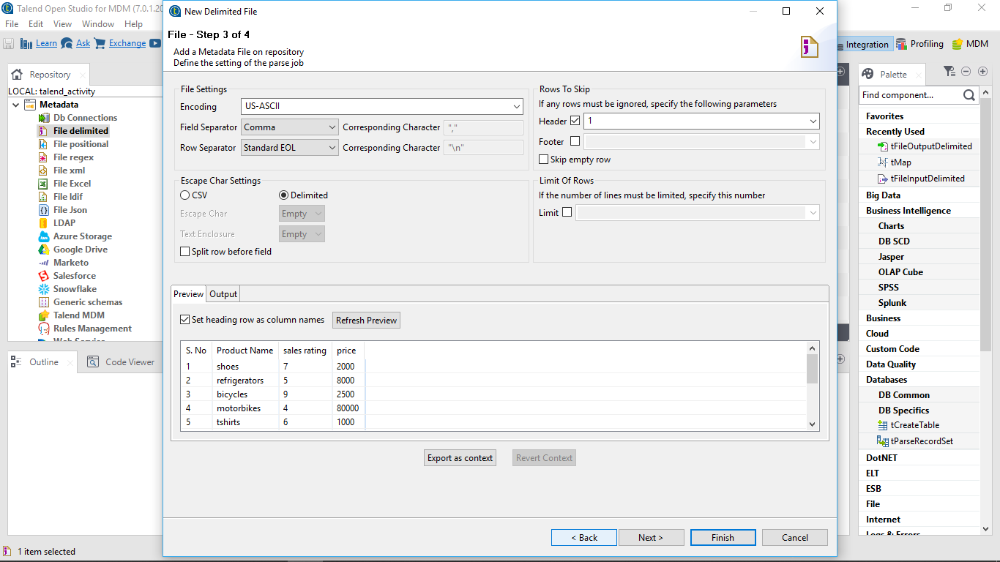 Talend Open Studio for MDM (7.0.1.20
File Edit View Window Help
Learn Ask Exchange
Repository
LOCAL: talend_activity
Metadata
Db Connections
File delimited
File positional
File regex
File xml
File Excel
File ldif
File Json
LDAP
Azure Storage
Google Drive
Marketo
Salesforce
Snowflake
Generic schemas
Talend MDM
Rules Management
Web Service
Outline
Code Viewer
1 item selected
New Delimited File
File - Step 3 of 4
Add a Metadata File on repository
Define the setting of the parse job
File Settings
Encoding US-ASCII
Field Separator Comma Corresponding Character ","
Row Separator Standard EOL Corresponding Character "\n"
Rows To Skip
If any rows must be ignored, specify the following parameters
Header 1
Footer
Skip empty row
Escape Char Settings
CSV Delimited
Escape Char Empty
Text Enclosure Empty
Split row before field
Limit Of Rows
If the number of lines must be limited, specify this number
Limit
Preview Output
Set heading row as column names Refresh Preview
S. No Product Name sales rating price
1 shoes 7 2000
2 refrigerators 5 8000
3 bicycles 9 2500
4 motorbikes 4 80000
5 tshirts 6 1000
Export as context Revert Context
< Back Next > Finish Cancel
Integration Profiling MDM
Palette
Find component...
Favorites
Recently Used
tFileOutputDelimited
tMap
tFileInputDelimited
Big Data
Business Intelligence
Charts
DB SCD
Jasper
OLAP Cube
SPSS
Splunk
Business
Cloud
Custom Code
Data Quality
Databases
DB Common
DB Specifics
tCreateTable
tParseRecordSet
DotNET
ELT
ESB
File
Internet
Logs & Errors